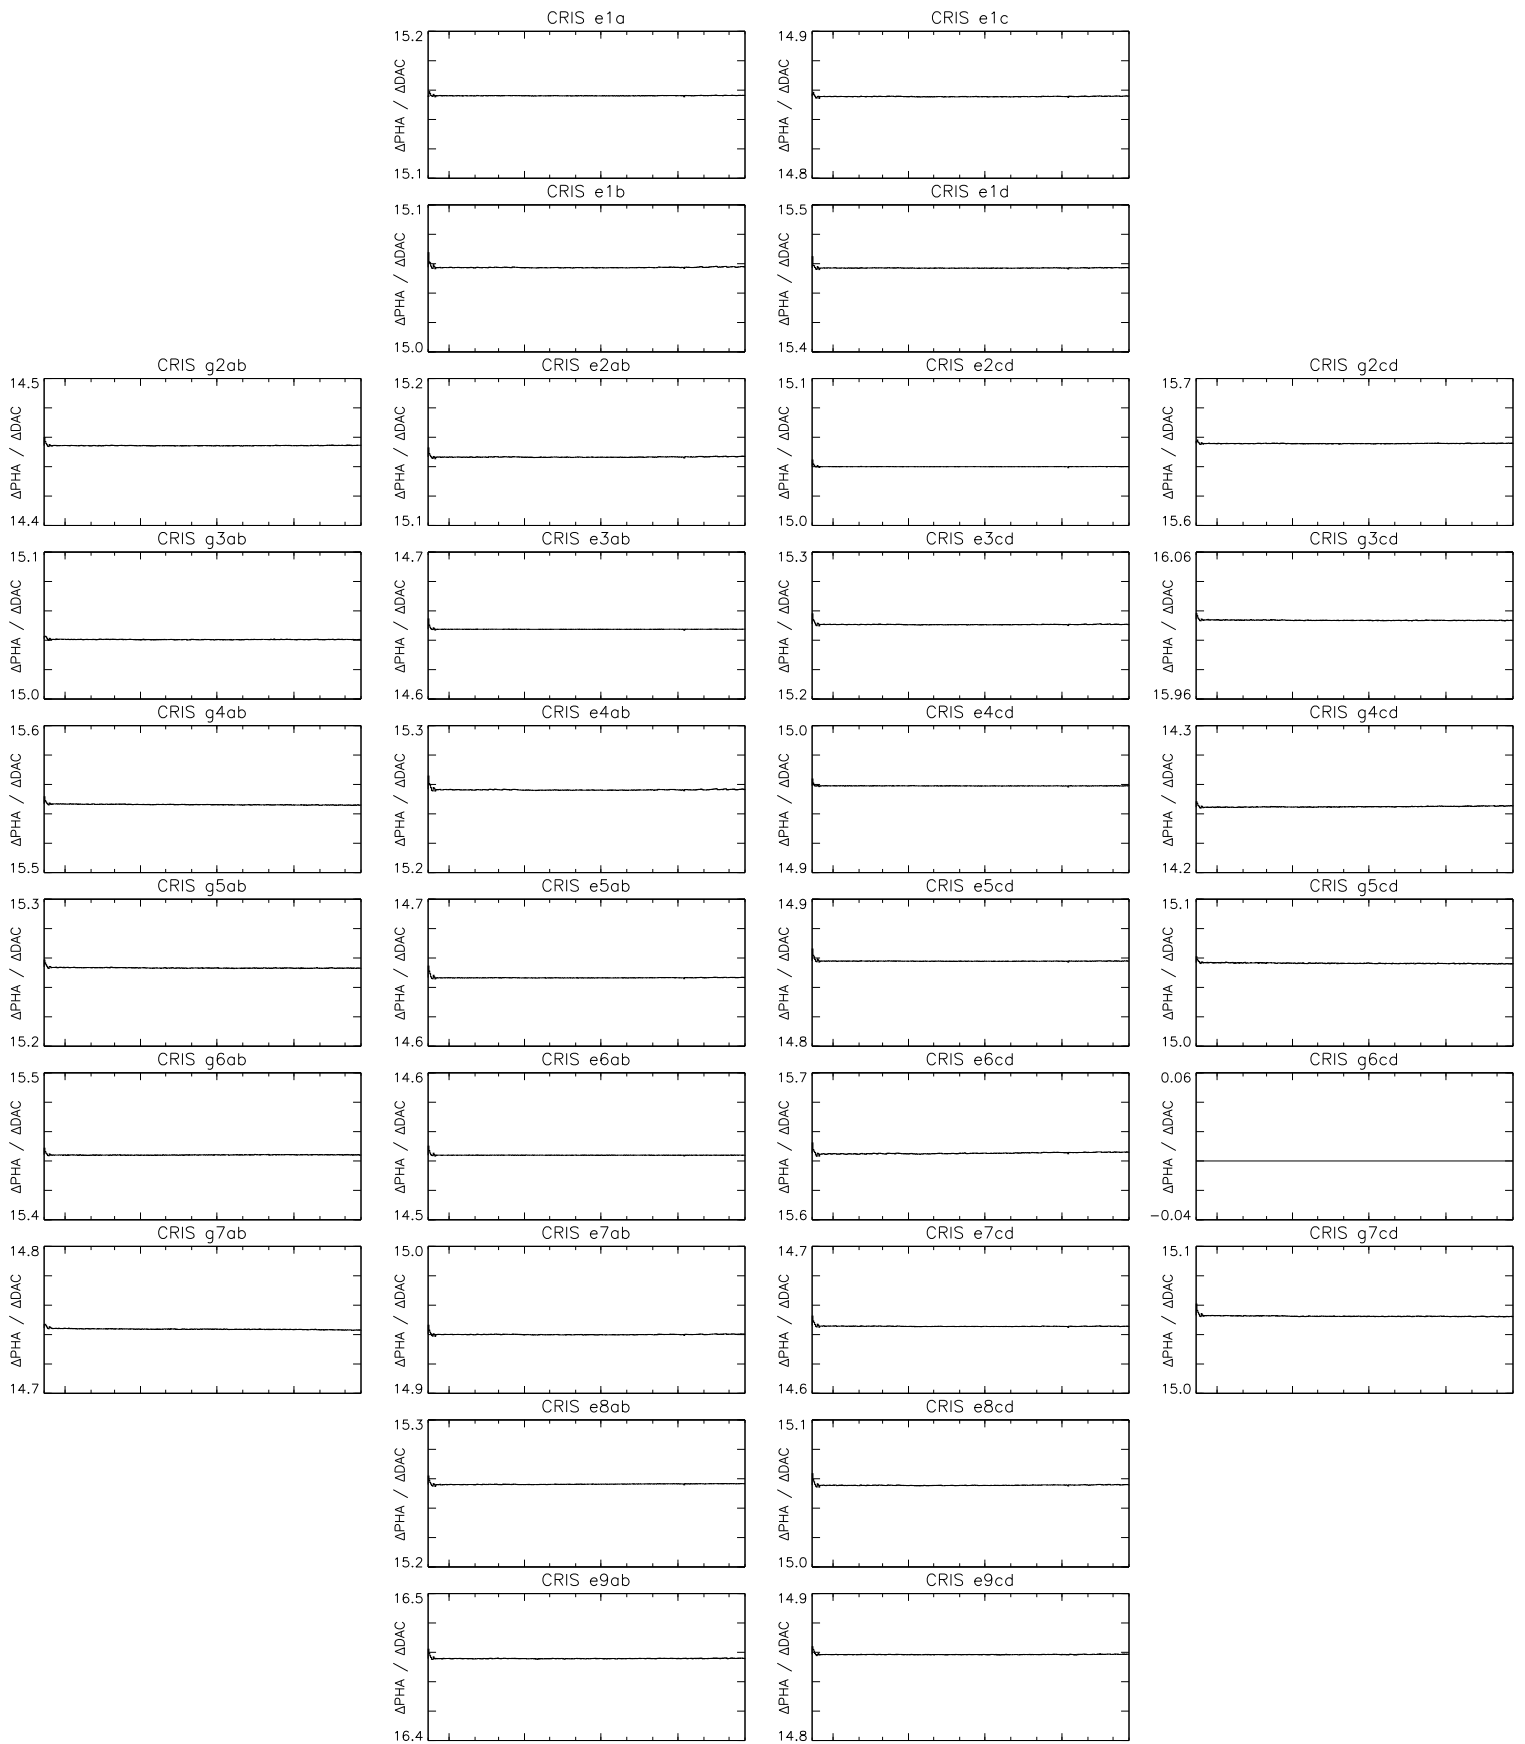 CRIS e1a
15.2
ΔPHA / ΔDAC
15.1
CRIS e1c
14.9
ΔPHA / ΔDAC
14.8
CRIS e1b
15.1
ΔPHA / ΔDAC
15.0
CRIS e1d
15.5
ΔPHA / ΔDAC
15.4
CRIS g2ab
14.5
ΔPHA / ΔDAC
14.4
CRIS e2ab
15.2
ΔPHA / ΔDAC
15.1
CRIS e2cd
15.1
ΔPHA / ΔDAC
15.0
CRIS g2cd
15.7
ΔPHA / ΔDAC
15.6
CRIS g3ab
15.1
ΔPHA / ΔDAC
15.0
CRIS e3ab
14.7
ΔPHA / ΔDAC
14.6
CRIS e3cd
15.3
ΔPHA / ΔDAC
15.2
CRIS g3cd
16.06
ΔPHA / ΔDAC
15.96
CRIS g4ab
15.6
ΔPHA / ΔDAC
15.5
CRIS e4ab
15.3
ΔPHA / ΔDAC
15.2
CRIS e4cd
15.0
ΔPHA / ΔDAC
14.9
CRIS g4cd
14.3
ΔPHA / ΔDAC
14.2
CRIS g5ab
15.3
ΔPHA / ΔDAC
15.2
CRIS e5ab
14.7
ΔPHA / ΔDAC
14.6
CRIS e5cd
14.9
ΔPHA / ΔDAC
14.8
CRIS g5cd
15.1
ΔPHA / ΔDAC
15.0
CRIS g6ab
15.5
ΔPHA / ΔDAC
15.4
CRIS e6ab
14.6
ΔPHA / ΔDAC
14.5
CRIS e6cd
15.7
ΔPHA / ΔDAC
15.6
CRIS g6cd
0.06
ΔPHA / ΔDAC
−0.04
CRIS g7ab
14.8
ΔPHA / ΔDAC
14.7
CRIS e7ab
15.0
ΔPHA / ΔDAC
14.9
CRIS e7cd
14.7
ΔPHA / ΔDAC
14.6
CRIS g7cd
15.1
ΔPHA / ΔDAC
15.0
CRIS e8ab
15.3
ΔPHA / ΔDAC
15.2
CRIS e8cd
15.1
ΔPHA / ΔDAC
15.0
CRIS e9ab
16.5
ΔPHA / ΔDAC
16.4
CRIS e9cd
14.9
ΔPHA / ΔDAC
14.8